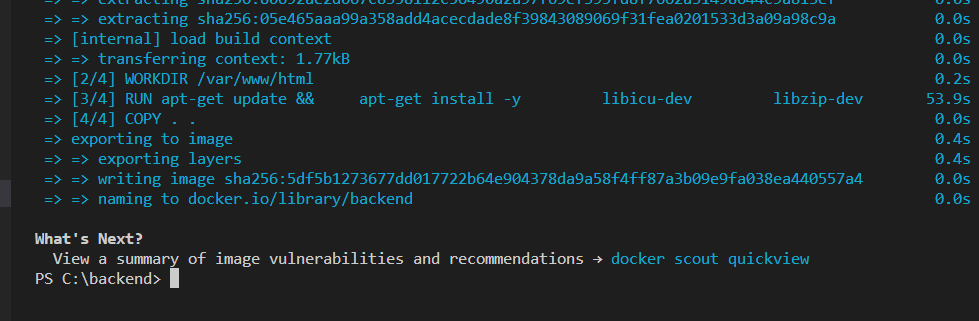 => extracting sha256:05e465aaa99a358add4acecdade8f39843089069f31fea0201533d3a09a98c9a 0.0s
=> [internal] load build context 0.0s
=> => transferring context: 1.77kB 0.0s
=> [2/4] WORKDIR /var/www/html 0.2s
=> [3/4] RUN apt-get update && apt-get install -y libicu-dev libzip-dev 53.9s
=> [4/4] COPY . . 0.0s
=> exporting to image 0.4s
=> => exporting layers 0.4s
=> => writing image sha256:5df5b1273677dd017722b64e904378da9a58f4ff87a3b09e9fa038ea440557a4 0.0s
=> => naming to docker.io/library/backend 0.0s
What's Next?
View a summary of image vulnerabilities and recommendations → docker scout quickview
PS C:\backend>